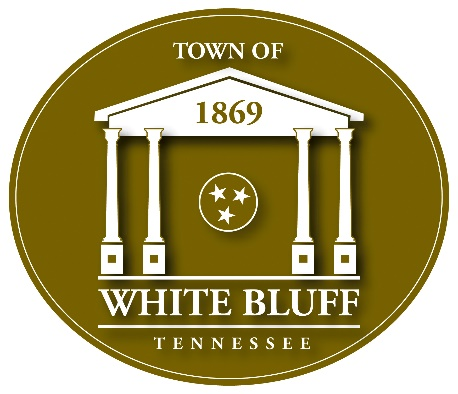 TOWN OF
1869
WHITE BLUFF
TENNESSEE